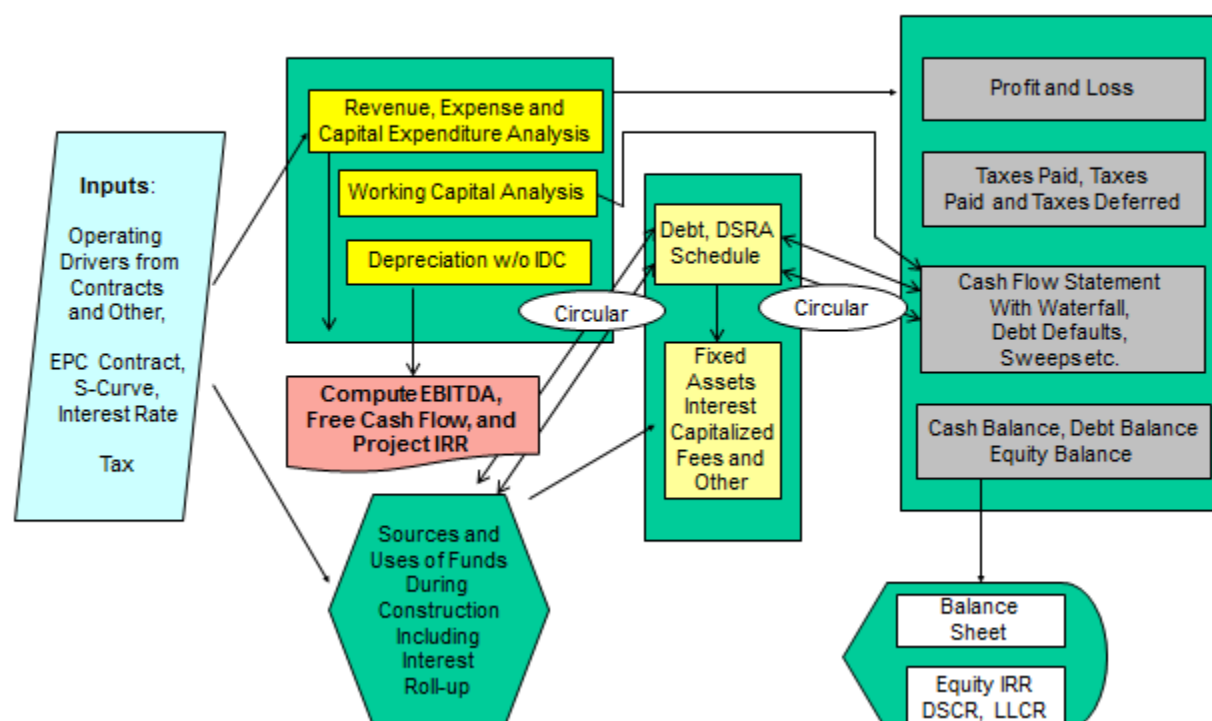 Inputs:
Operating
Drivers from
Contracts
and Other,
EPC Contract,
S-Curve,
Interest Rate
Tax
Revenue, Expense and
Capital Expenditure Analysis
Working Capital Analysis
Depreciation w/o IDC
Compute EBITDA,
Free Cash Flow, and
Project IRR
Sources and
Uses of Funds
During
Construction
Including
Interest
Roll-up
Circular
Debt, DSRA
Schedule
Fixed
Assets
Interest
Capitalized
Fees and
Other
Circular
Profit and Loss
Taxes Paid, Taxes
Paid and Taxes Deferred
Cash Flow Statement
With Waterfall,
Debt Defaults,
Sweeps etc.
Cash Balance, Debt Balance
Equity Balance
Balance
Sheet
Equity IRR
DSCR, LLCR